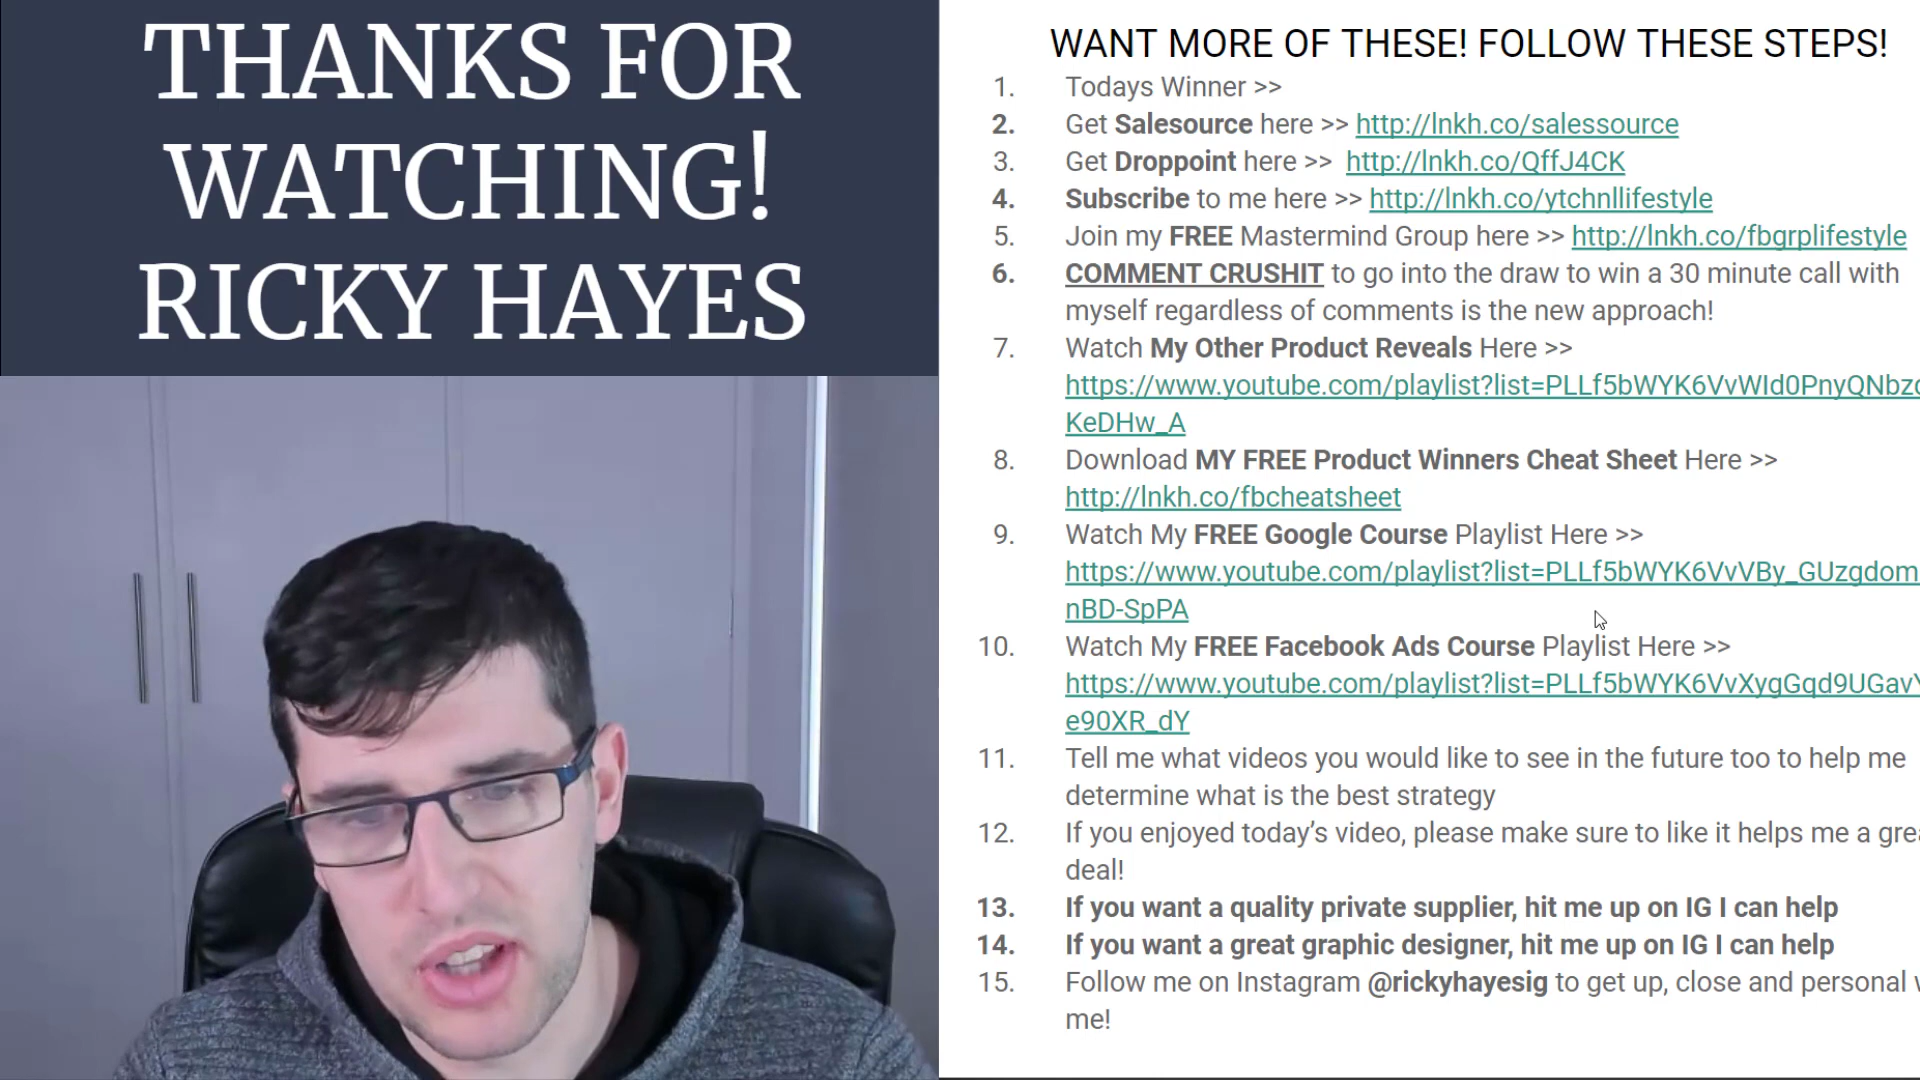 THANKS FOR
WATCHING!
RICKY HAYES
WANT MORE OF THESE! FOLLOW THESE STEPS!
1. Todays Winner >>
2. Get Salesource here >> http://lnkh.co/salessource
3. Get Droppoint here >> http://lnkh.co/QffJ4CK
4. Subscribe to me here >> http://lnkh.co/ytchnllifestyle
5. Join my FREE Mastermind Group here >> http://lnkh.co/fbgrplifestyle
6. COMMENT CRUSHIT to go into the draw to win a 30 minute call with
myself regardless of comments is the new approach!
7. Watch My Other Product Reveals Here >>
https://www.youtube.com/playlist?list=PLLf5bWYK6VvWId0PnyQNbz
KeDHw_A
8. Download MY FREE Product Winners Cheat Sheet Here >>
http://lnkh.co/fbcheatsheet
9. Watch My FREE Google Course Playlist Here >>
https://www.youtube.com/playlist?list=PLLf5bWYK6VvVBy_GUzgdom
nBD-SpPA
10. Watch My FREE Facebook Ads Course Playlist Here >>
https://www.youtube.com/playlist?list=PLLf5bWYK6VvXygGqd9UGav
e90XR_dY
11. Tell me what videos you would like to see in the future too to help me
determine what is the best strategy
12. If you enjoyed today’s video, please make sure to like it helps me a
deal!
13. If you want a quality private supplier, hit me up on IG I can help
14. If you want a great graphic designer, hit me up on IG I can help
15. Follow me on Instagram @rickyhayesig to get up, close and personal
me!